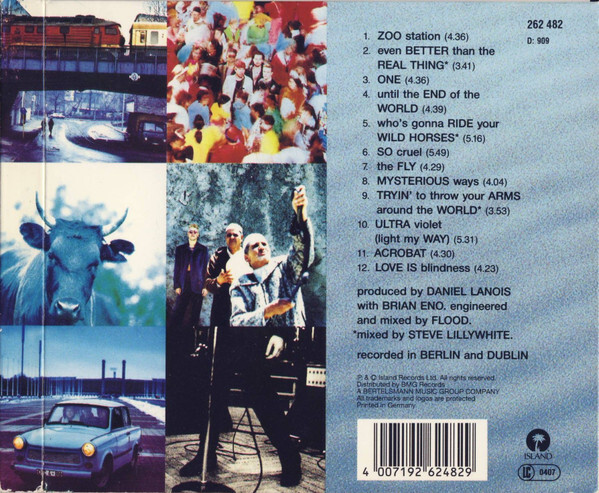 262 482
D: 909
1. ZOO station (4.36)
2. even BETTER than the
REAL THING* (3.41)
3. ONE (4.36)
4. until the END of the
WORLD (4.39)
5. who's gonna RIDE your
WILD HORSES* (5.16)
6. SO cruel (5.49)
7. the FLY (4.29)
8. MYSTERIOUS ways (4.04)
9. TRYIN' to throw your ARMS
around the WORLD* (3.53)
10. ULTRA violet
(light my WAY) (5.31)
11. ACROBAT (4.30)
12. LOVE IS blindness (4.23)
produced by DANIEL LANOIS
with BRIAN ENO. engineered
and mixed by FLOOD.
*mixed by STEVE LILLYWHITE.
recorded in BERLIN and DUBLIN
P & © Island Records Ltd. All rights reserved.
Distributed by BMG Records
A BERTELSMANN MUSIC GROUP COMPANY
All trademarks and logos are protected
Printed in Germany.
ISLAND
LC 0407
4 007192 624829